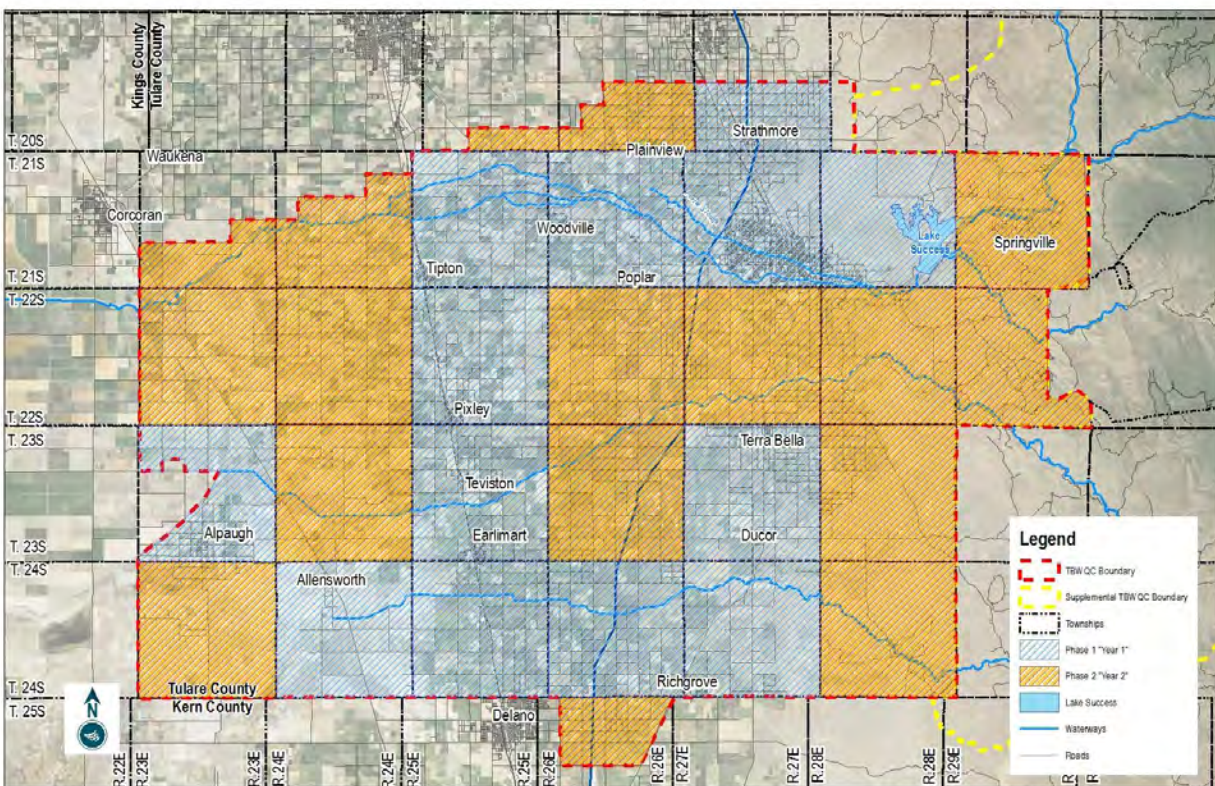 Kings County
Tulare County
T. 20S
T. 21S
Waukena
Corcoran
Plainview
Strathmore
Woodville
Lake
Success
Springville
Tipton
Poplar
T. 21S
T. 22S
Pixley
T. 22S
T. 23S
Terra Bella
Teviston
Alpaugh
Earlimart
Ducor
T. 23S
T. 24S
Allensworth
Richgrove
T. 24S
T. 25S
Tulare County
Kern County
Delano
N
R.22E
R.23E
R.24E
R.24E
R.25E
R.25E
R.26E
R.26E
R.27E
R.27E
R.28E
R.28E
R.29E
Legend
TBWQC Boundary
Supplemental TBWQC Boundary
Townships
Phase 1 "Year 1"
Phase 2 "Year 2"
Lake Success
Waterways
Roads